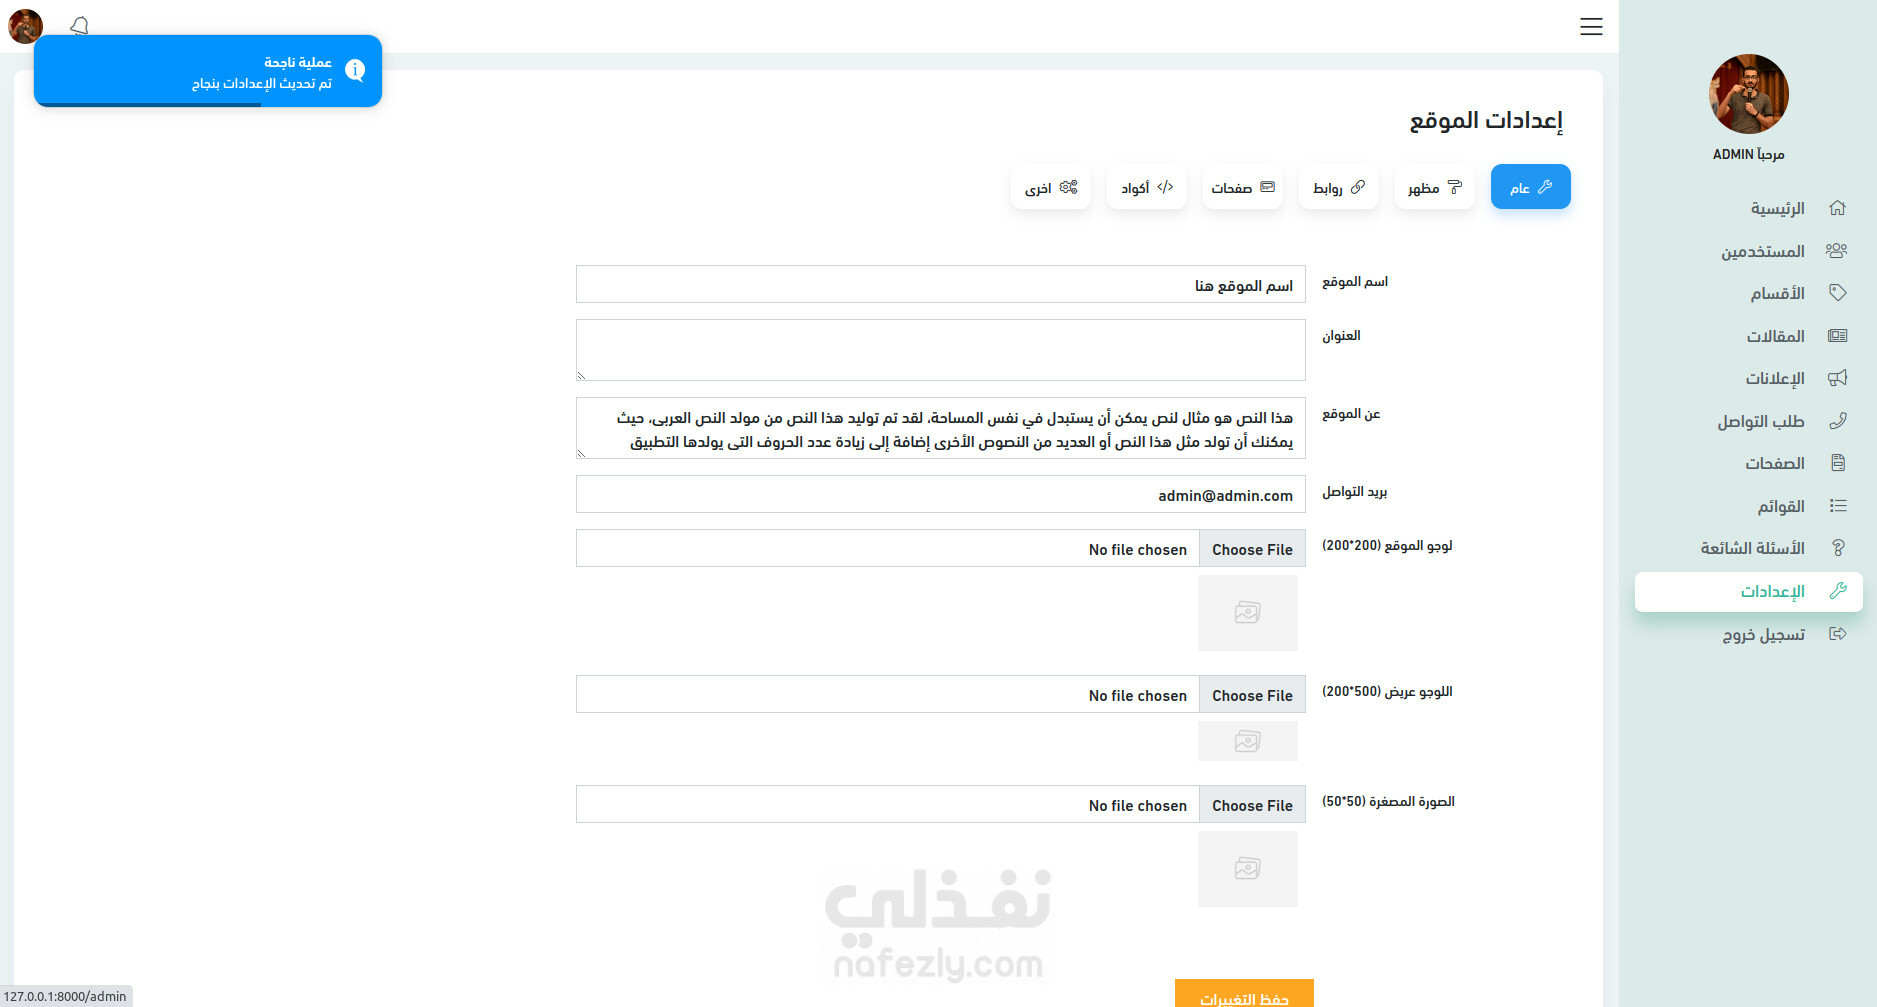 عملية ناجحة
تم تحديث الإعدادات بنجاح
مرحباً ADMIN
الرئيسية
المستخدمين
الأقسام
المقالات
الإعلانات
طلب التواصل
الصفحات
القوائم
الأسئلة الشائعة
الإعدادات
تسجيل خروج
إعدادات الموقع
عام
مظهر
روابط
صفحات
أكواد
اخرى
اسم الموقع
اسم الموقع هنا
العنوان
عن الموقع
هذا النص هو مثال لنص يمكن أن يستبدل في نفس المساحة، لقد تم توليد هذا النص من مولد النص العربى، حيث
يمكنك أن تولد مثل هذا النص أو العديد من النصوص الأخرى إضافة إلى زيادة عدد الحروف التى يولدها التطبيق
بريد التواصل
admin@admin.com
لوجو الموقع (200*200)
Choose File No file chosen
اللوجو عريض (500*200)
Choose File No file chosen
الصورة المصغرة (50*50)
Choose File No file chosen
نفذلي
nafezly.com
حفظ التغييرات
127.0.0.1:8000/admin